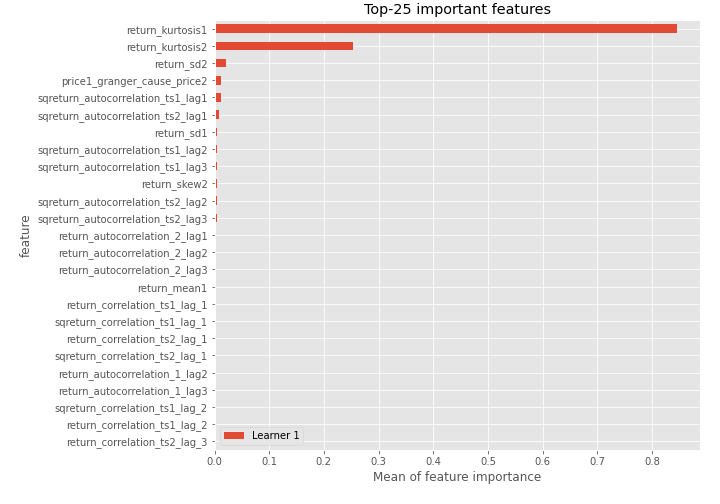 Top-25 important features
return_kurtosis1
return_kurtosis2
return_sd2
price1_granger_cause_price2
sqreturn_autocorrelation_ts1_lag1
sqreturn_autocorrelation_ts2_lag1
return_sd1
sqreturn_autocorrelation_ts1_lag2
sqreturn_autocorrelation_ts1_lag3
return_skew2
sqreturn_autocorrelation_ts2_lag2
sqreturn_autocorrelation_ts2_lag3
return_autocorrelation_2_lag1
return_autocorrelation_2_lag2
return_autocorrelation_2_lag3
return_mean1
return_correlation_ts1_lag_1
sqreturn_correlation_ts1_lag_1
return_correlation_ts2_lag_1
sqreturn_correlation_ts2_lag_1
return_autocorrelation_1_lag2
return_autocorrelation_1_lag3
sqreturn_correlation_ts1_lag_2
return_correlation_ts1_lag_2
return_correlation_ts2_lag_3
feature
Learner 1
0.0 0.1 0.2 0.3 0.4 0.5 0.6 0.7 0.8
Mean of feature importance